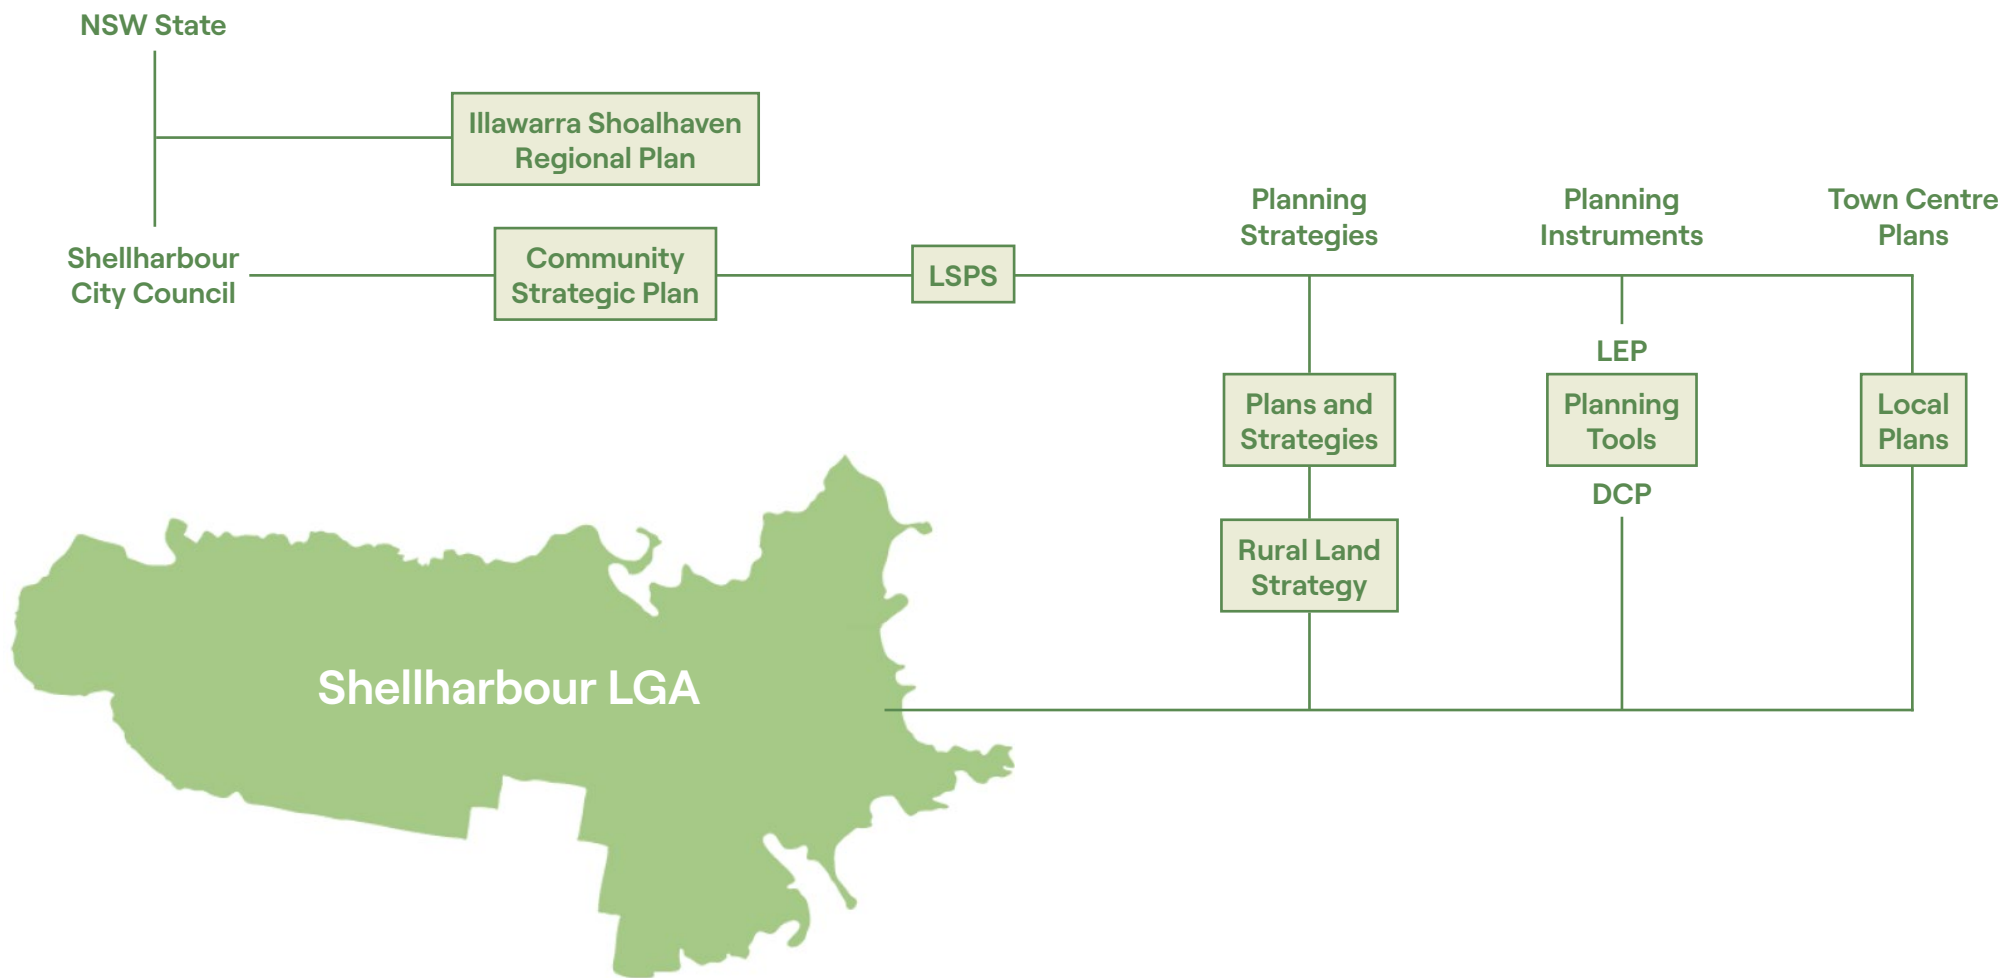 NSW State
Illawarra Shoalhaven
Regional Plan
Shellharbour
City Council
Community
Strategic Plan
LSPS
Planning
Strategies
Planning
Instruments
Town Centre
Plans
LEP
Plans and
Strategies
Planning
Tools
Local
Plans
DCP
Rural Land
Strategy
Shellharbour LGA